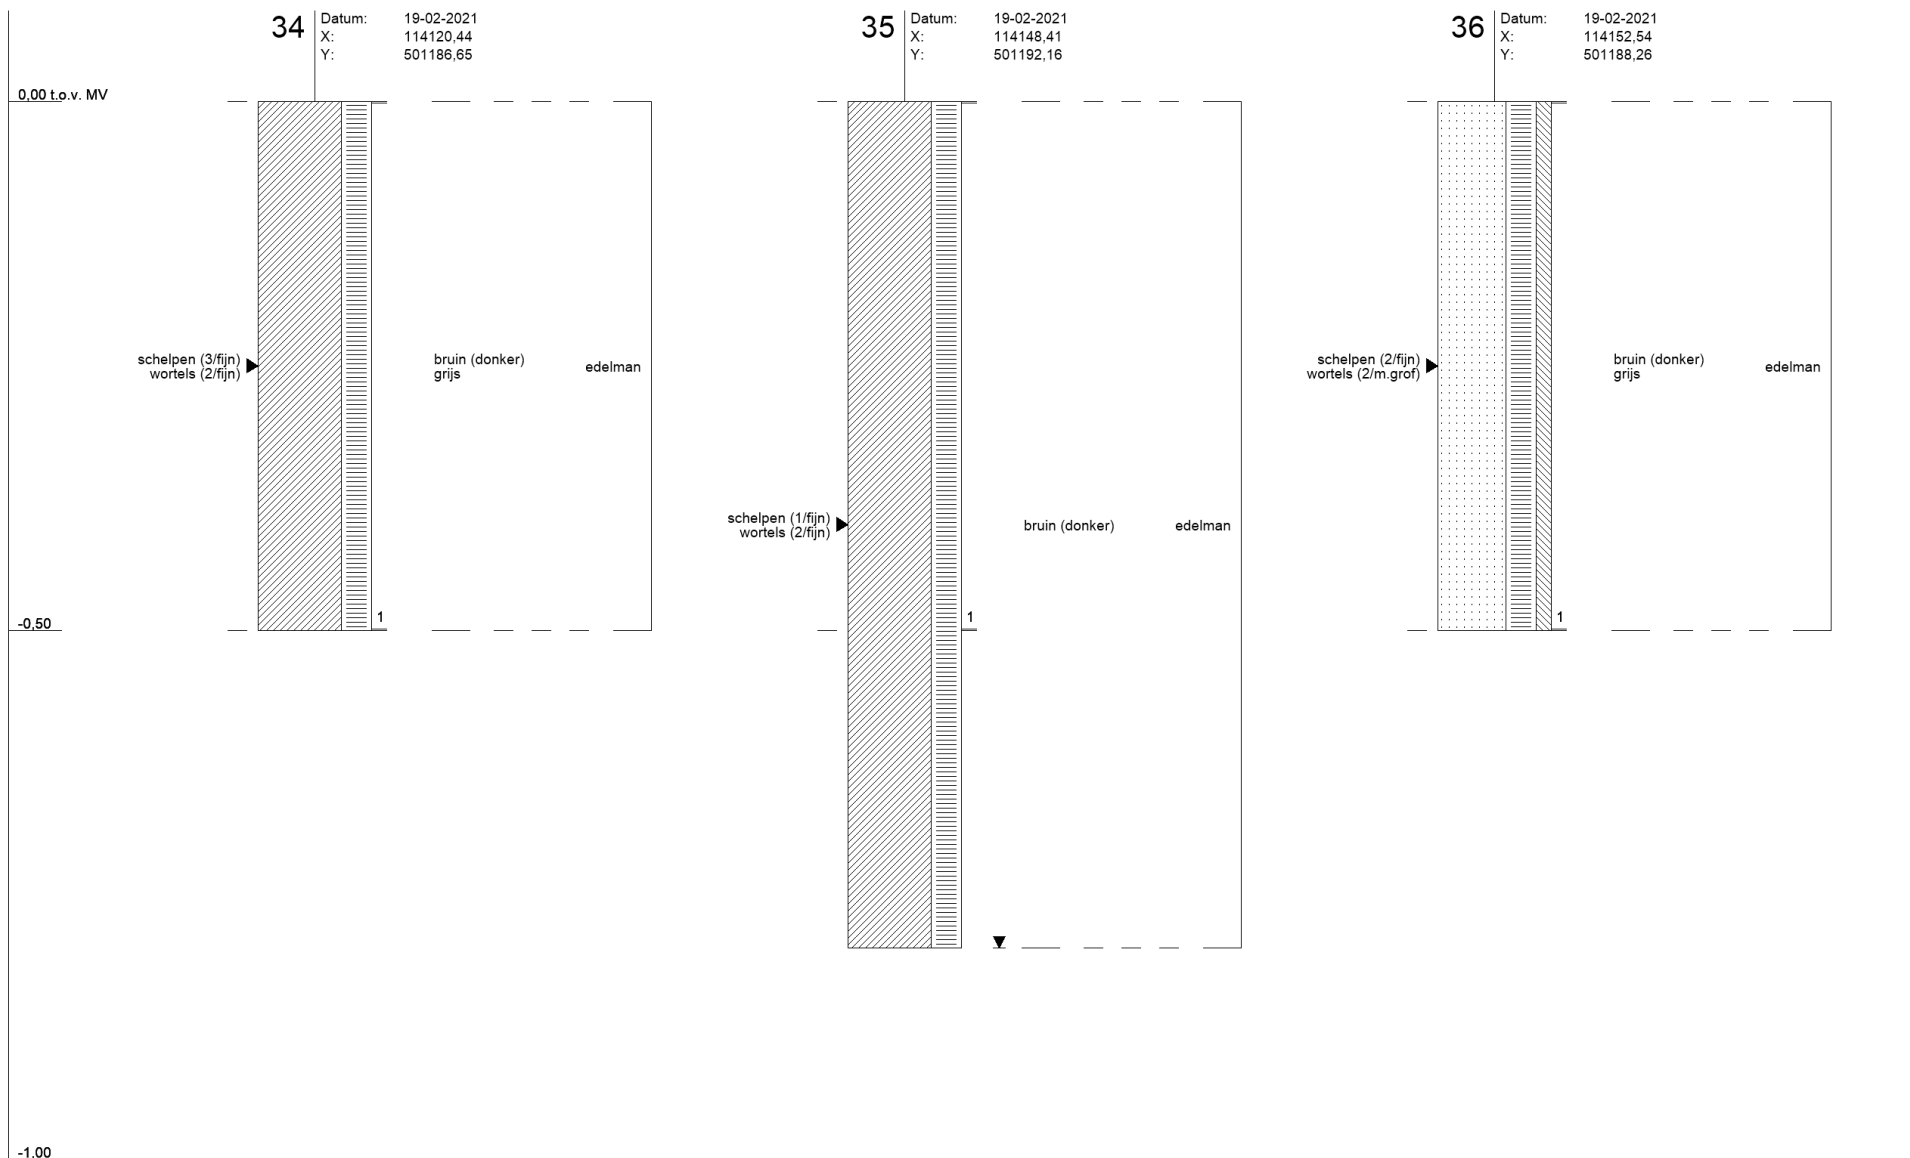 34
Datum: 19-02-2021
X: 114120,44
Y: 501186,65
35
Datum: 19-02-2021
X: 114148,41
Y: 501192,16
36
Datum: 19-02-2021
X: 114152,54
Y: 501188,26
0,00 t.o.v. MV
schelpen (3/fijn)
wortels (2/fijn)
bruin (donker)
grijs
edelman
1
schelpen (1/fijn)
wortels (2/fijn)
bruin (donker)
edelman
1
schelpen (2/fijn)
wortels (2/m.grof)
bruin (donker)
grijs
edelman
1
-0,50
-1,00